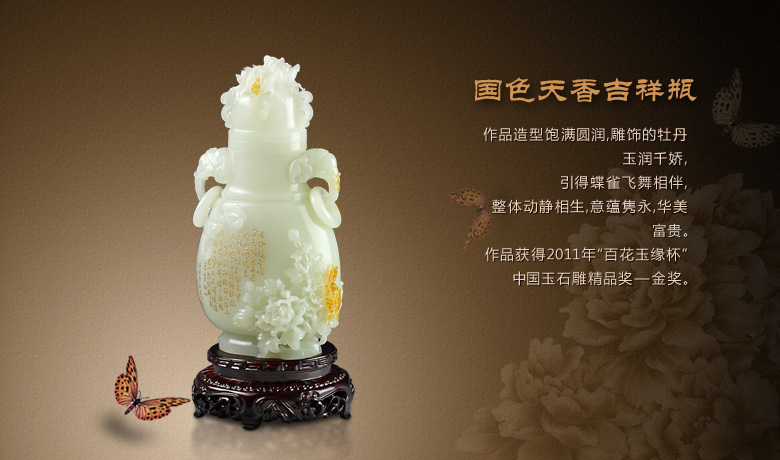 国色天香吉祥瓶
作品造型饱满圆润,雕饰的牡丹
玉润千娇,
引得蝶雀飞舞相伴,
整体动静相生,意蕴隽永,华美
富贵。
作品获得2011年“百花玉缘杯”
中国玉石雕精品奖—金奖。